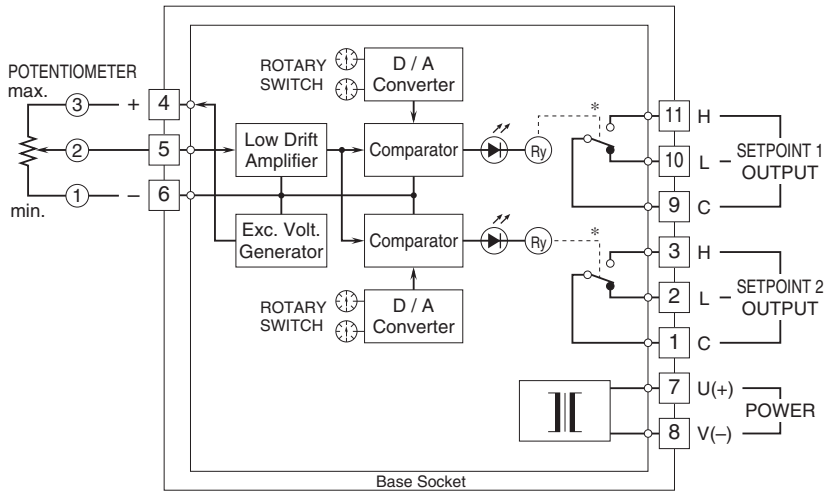 POTENTIOMETER
max.
3
+
4
2
5
1
–
6
min.
ROTARY
SWITCH
D / A
Converter
Low Drift
Amplifier
Comparator
Ry
*
Exc. Volt.
Generator
Comparator
Ry
*
ROTARY
SWITCH
D / A
Converter
11 H
10 L
9 C
SETPOINT 1
OUTPUT
3 H
2 L
1 C
SETPOINT 2
OUTPUT
7 U(+)
8 V(–)
POWER
Base Socket